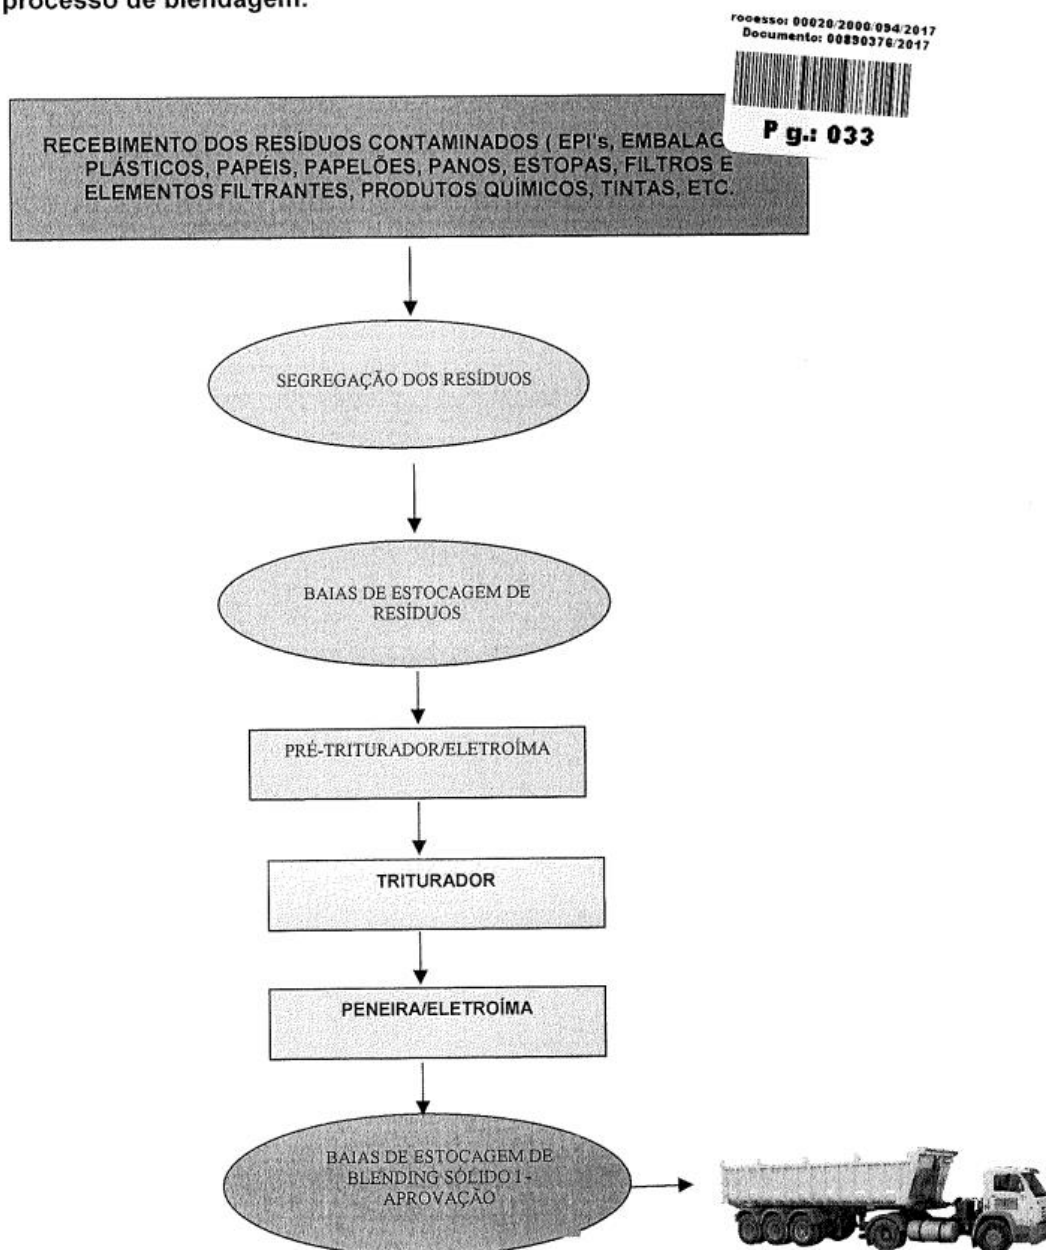 processo de blendagem:
rocesso: 00020/2000/094/2017
Documento: 00890376/2017
P g.: 033
RECEBIMENTO DOS RESÍDUOS CONTAMINADOS ( EPI's, EMBALAG
PLÁSTICOS, PAPÉIS, PAPELÕES, PANOS, ESTOPAS, FILTROS E
ELEMENTOS FILTRANTES, PRODUTOS QUÍMICOS, TINTAS, ETC.
SEGREGAÇÃO DOS RESÍDUOS
BAIAS DE ESTOCAGEM DE
RESÍDUOS
PRÉ-TRITURADOR/ELETROÍMA
TRITURADOR
PENEIRA/ELETROÍMA
BAIAS DE ESTOCAGEM DE
BLENDING SÓLIDO I -
APROVAÇÃO